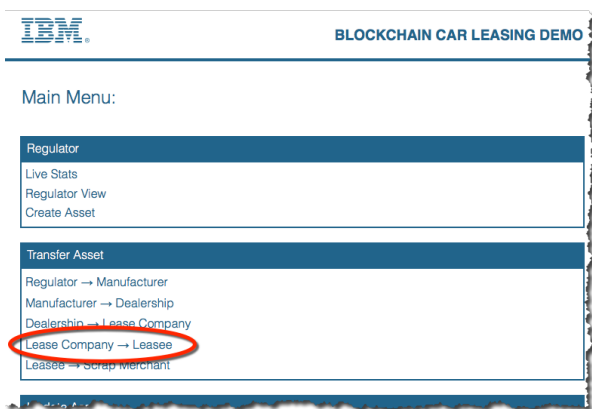 IBM.
BLOCKCHAIN CAR LEASING DEMO
Main Menu:
Regulator
Live Stats
Regulator View
Create Asset
Transfer Asset
Regulator → Manufacturer
Manufacturer → Dealership
Dealership → Lease Company
Lease Company → Leasee
Leasee → Scrap Merchant